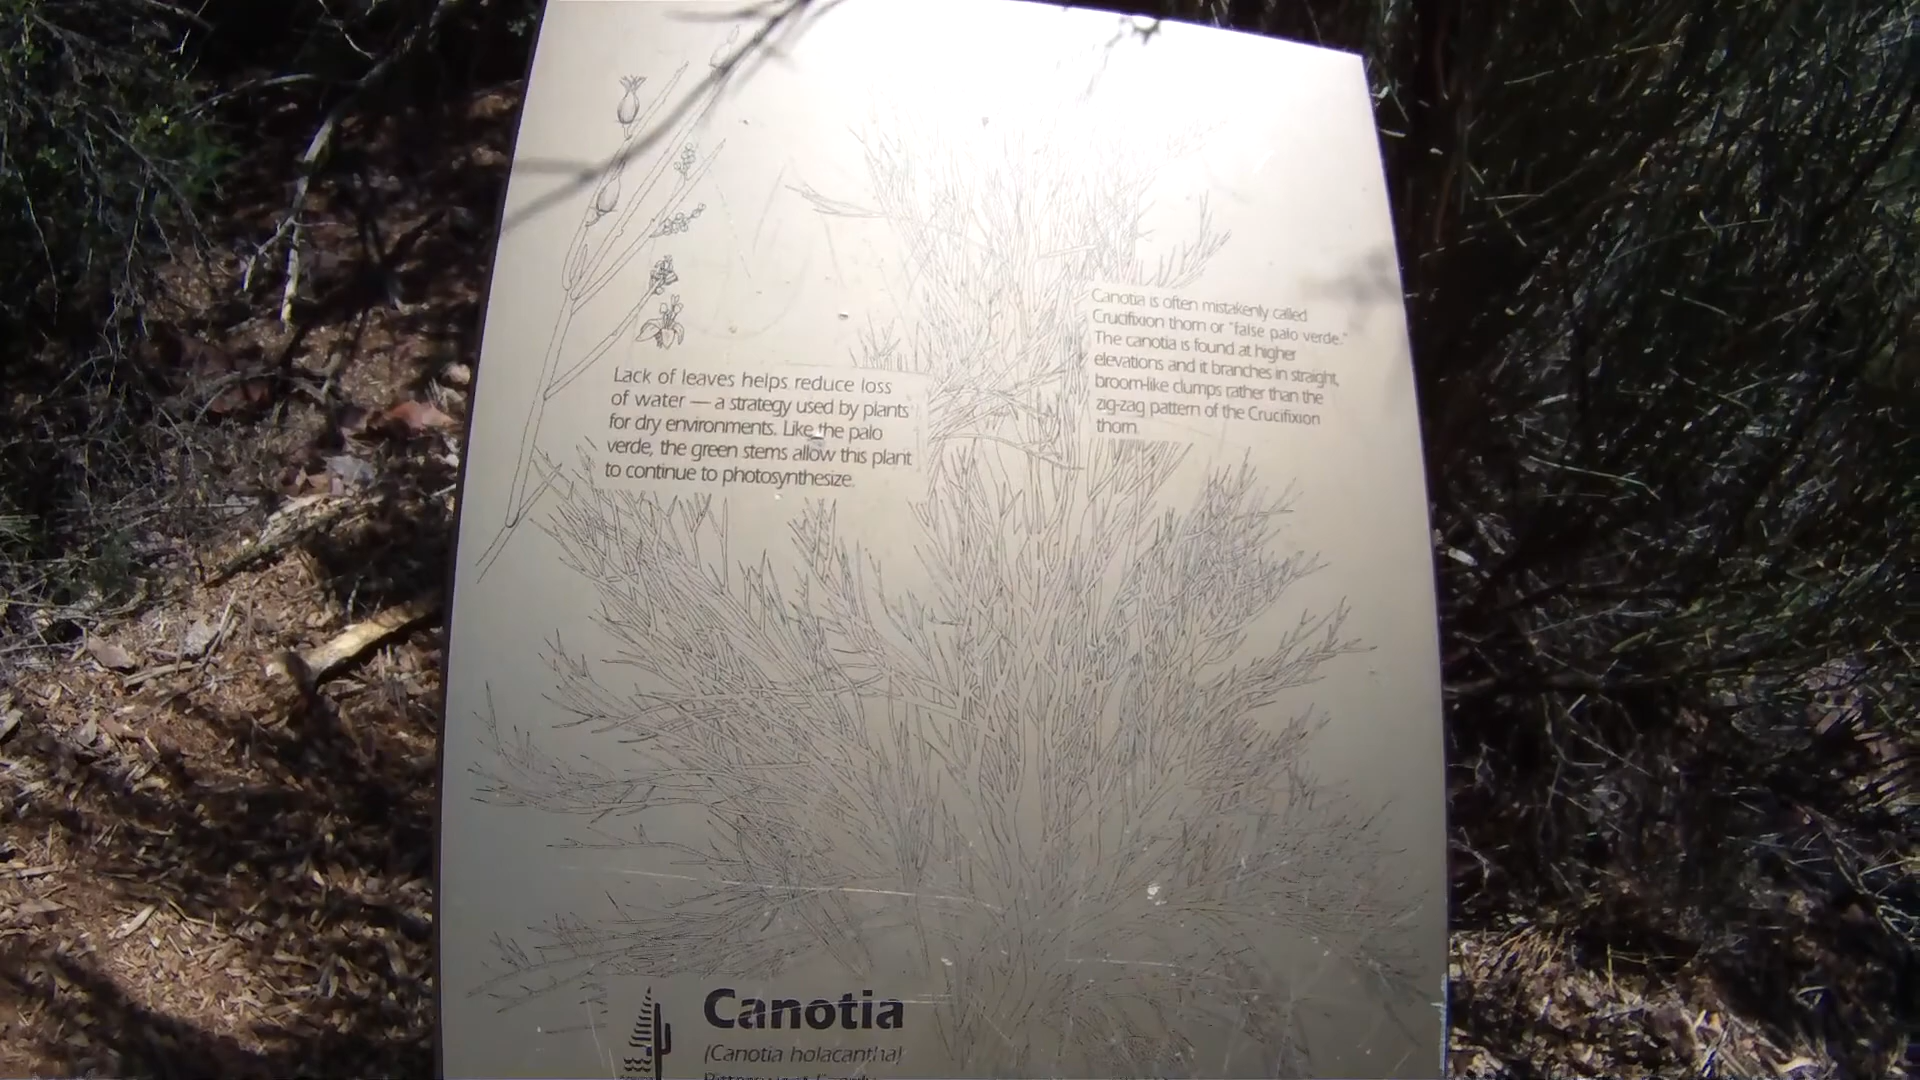 Canotia is often mistakenly called
Crucifixion thorn or "false palo verde."
The canotia is found at higher
elevations and it branches in straight,
broom-like clumps rather than the
zig-zag pattern of the Crucifixion
thorn.
Lack of leaves helps reduce loss
of water — a strategy used by plants
for dry environments. Like the palo
verde, the green stems allow this plant
to continue to photosynthesize.
Canotia
(Canotia holacantha)